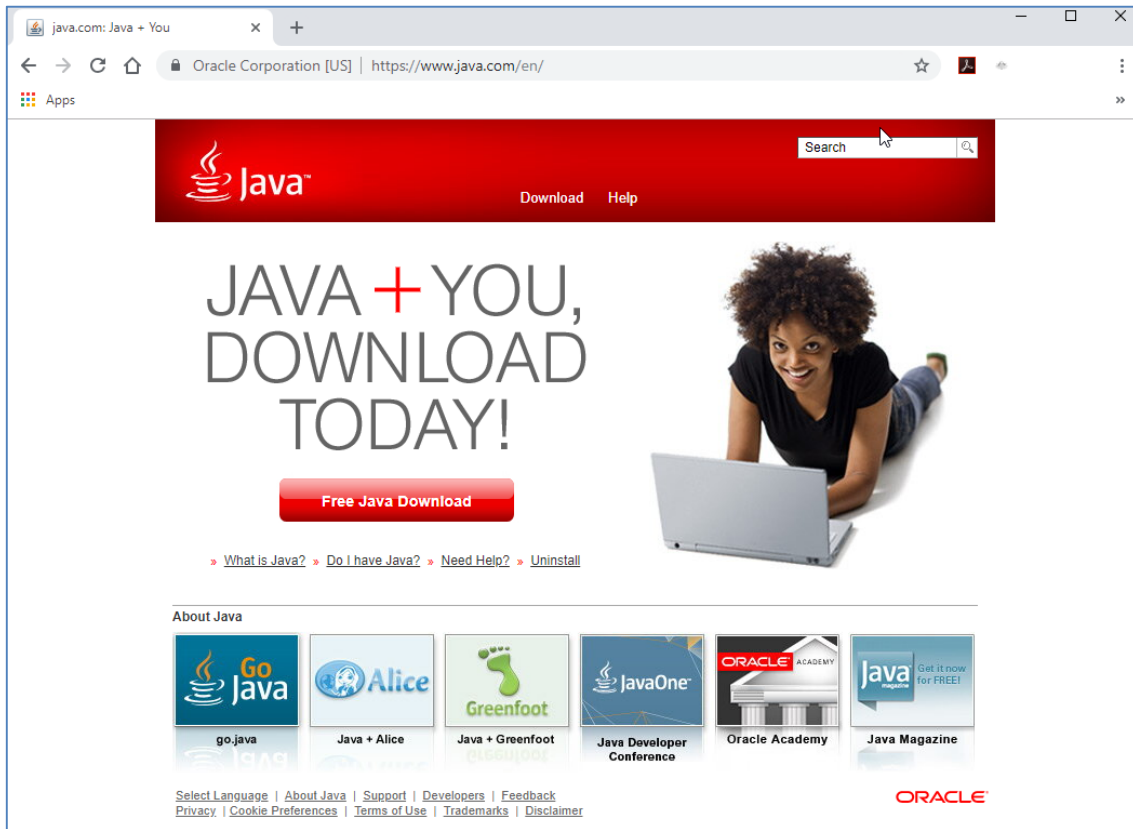 java.com: Java + You
Oracle Corporation [US] | https://www.java.com/en/
Apps
Search
Java™
Download Help
JAVA + YOU,
DOWNLOAD
TODAY!
Free Java Download
» What is Java? » Do I have Java? » Need Help? » Uninstall
About Java
Go
Java
Alice
Greenfoot
JavaOne
ORACLE ACADEMY
Java
magazine
Get it now
for FREE!
go.java
Java + Alice
Java + Greenfoot
Java Developer
Conference
Oracle Academy
Java Magazine
Select Language | About Java | Support | Developers | Feedback
Privacy | Cookie Preferences | Terms of Use | Trademarks | Disclaimer
ORACLE